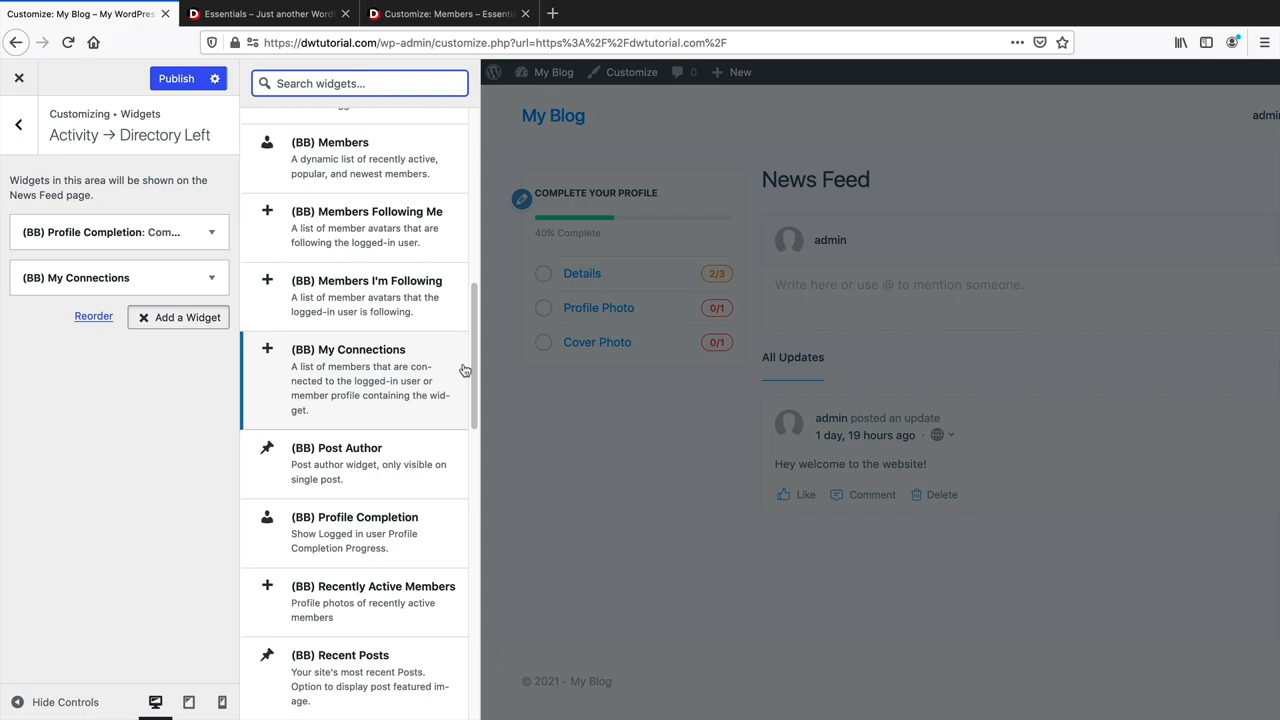 Customize: My Blog – My WordPres
Essentials – Just another Word
Customize: Members – Essentia
https://dwtutorial.com/wp-admin/customize.php?url=https%3A%2F%2Fdwtutorial.com%2F
Publish
Search widgets...
My Blog
Customize
0
New
Customizing ▸ Widgets
Activity → Directory Left
Widgets in this area will be shown on the
News Feed page.
(BB) Profile Completion: Com...
(BB) My Connections
Reorder
Add a Widget
(BB) Members
A dynamic list of recently active,
popular, and newest members.
(BB) Members Following Me
A list of member avatars that are
following the logged-in user.
(BB) Members I'm Following
A list of member avatars that the
logged-in user is following.
(BB) My Connections
A list of members that are con-
nected to the logged-in user or
member profile containing the wid-
get.
(BB) Post Author
Post author widget, only visible on
single post.
(BB) Profile Completion
Show Logged in user Profile
Completion Progress.
(BB) Recently Active Members
Profile photos of recently active
members
(BB) Recent Posts
Your site's most recent Posts.
Option to display post featured im-
age.
My Blog
admin
COMPLETE YOUR PROFILE
40% Complete
Details 2/3
Profile Photo 0/1
Cover Photo 0/1
News Feed
admin
Write here or use @ to mention someone.
All Updates
admin posted an update
1 day, 19 hours ago ·
Hey welcome to the website!
Like Comment Delete
© 2021 - My Blog
Hide Controls